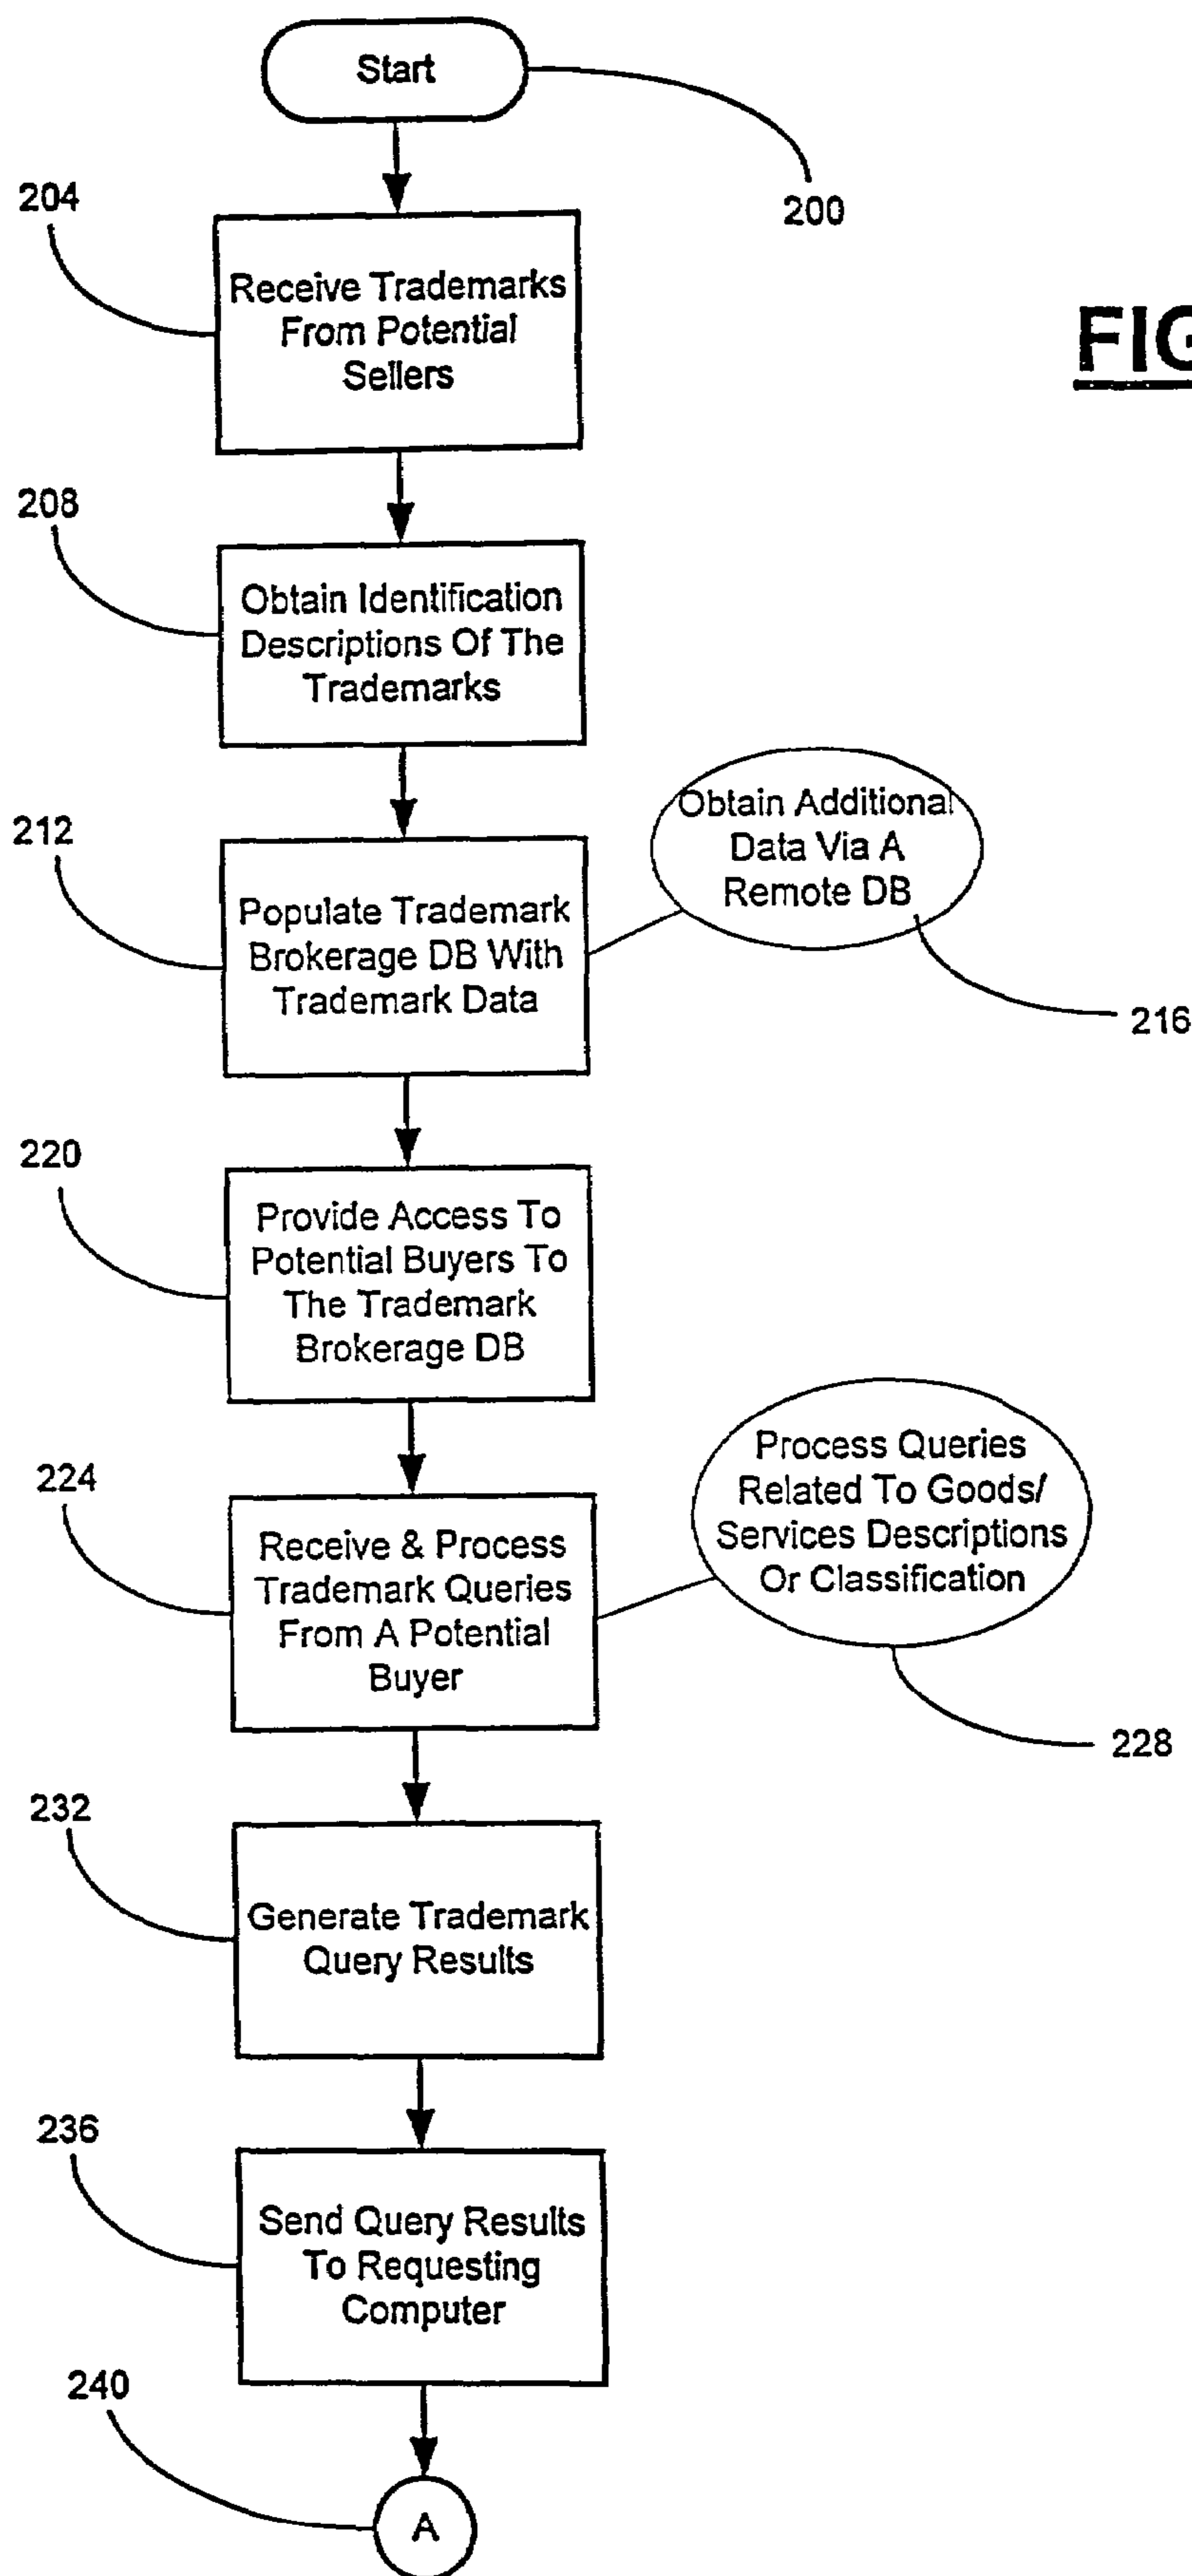 Start
200
204
Receive Trademarks
From Potential
Sellers
FIG
208
Obtain Identification
Descriptions Of The
Trademarks
212
Populate Trademark
Brokerage DB With
Trademark Data
Obtain Additional
Data Via A
Remote DB
216
220
Provide Access To
Potential Buyers To
The Trademark
Brokerage DB
224
Receive & Process
Trademark Queries
From A Potential
Buyer
Process Queries
Related To Goods/
Services Descriptions
Or Classification
228
232
Generate Trademark
Query Results
236
Send Query Results
To Requesting
Computer
240
A